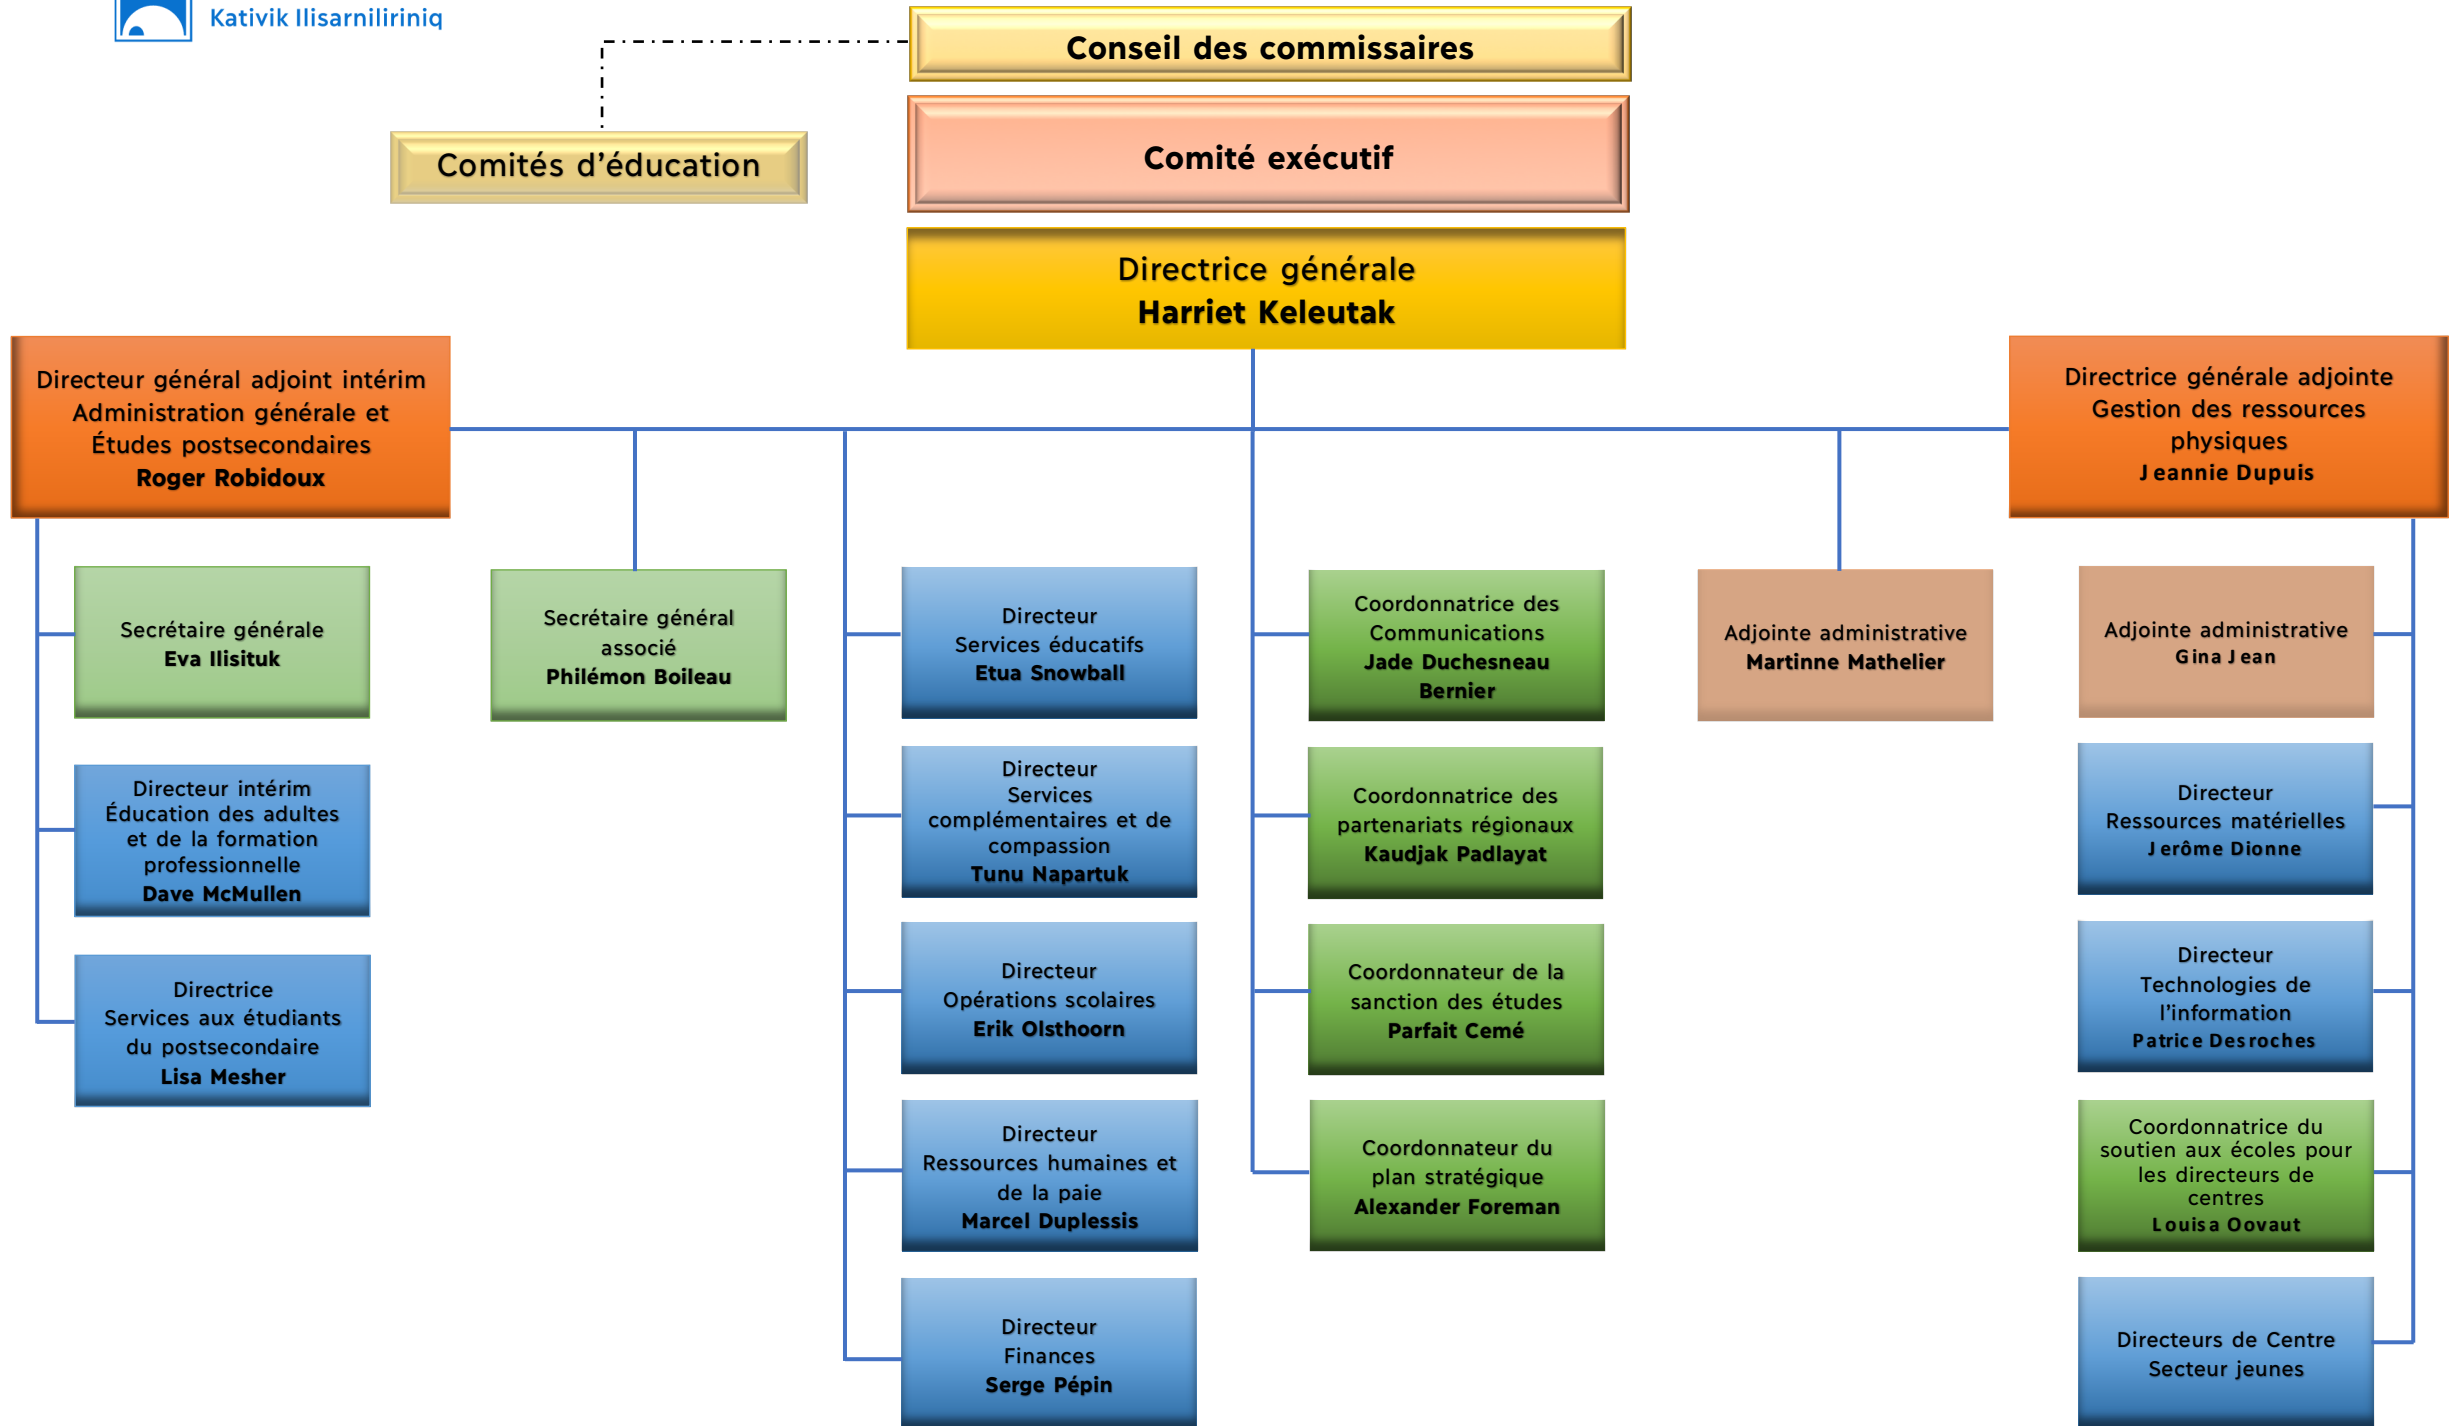 Kativik Ilisarniliriniq
Conseil des commissaires
Comités d'éducation
Comité exécutif
Directrice générale
Harriet Keleutak
Directeur général adjoint intérim
Administration générale et
Études postsecondaires
Roger Robidoux
Directrice générale adjointe
Gestion des ressources
physiques
Jeannie Dupuis
Secrétaire générale
Eva Ilisituk
Directeur intérim
Éducation des adultes
et de la formation
professionnelle
Dave McMullen
Directrice
Services aux étudiants
du postsecondaire
Lisa Mesher
Secrétaire général
associé
Philémon Boileau
Directeur
Services éducatifs
Etua Snowball
Directeur
Services
complémentaires et de
compassion
Tunu Napartuk
Directeur
Opérations scolaires
Erik Olsthoorn
Directeur
Ressources humaines et
de la paie
Marcel Duplessis
Directeur
Finances
Serge Pépin
Coordonnatrice des
Communications
Jade Duchesneau
Bernier
Coordonnatrice des
partenariats régionaux
Kaudjak Padlayat
Coordonnateur de la
sanction des études
Parfait Cemé
Coordonnateur du
plan stratégique
Alexander Foreman
Adjointe administrative
Martinne Mathelier
Adjointe administrative
Gina Jean
Directeur
Ressources matérielles
Jerôme Dionne
Directeur
Technologies de
l'information
Patrice Desroches
Coordonnatrice du
soutien aux écoles pour
les directeurs de
centres
Louisa Oovaut
Directeurs de Centre
Secteur jeunes